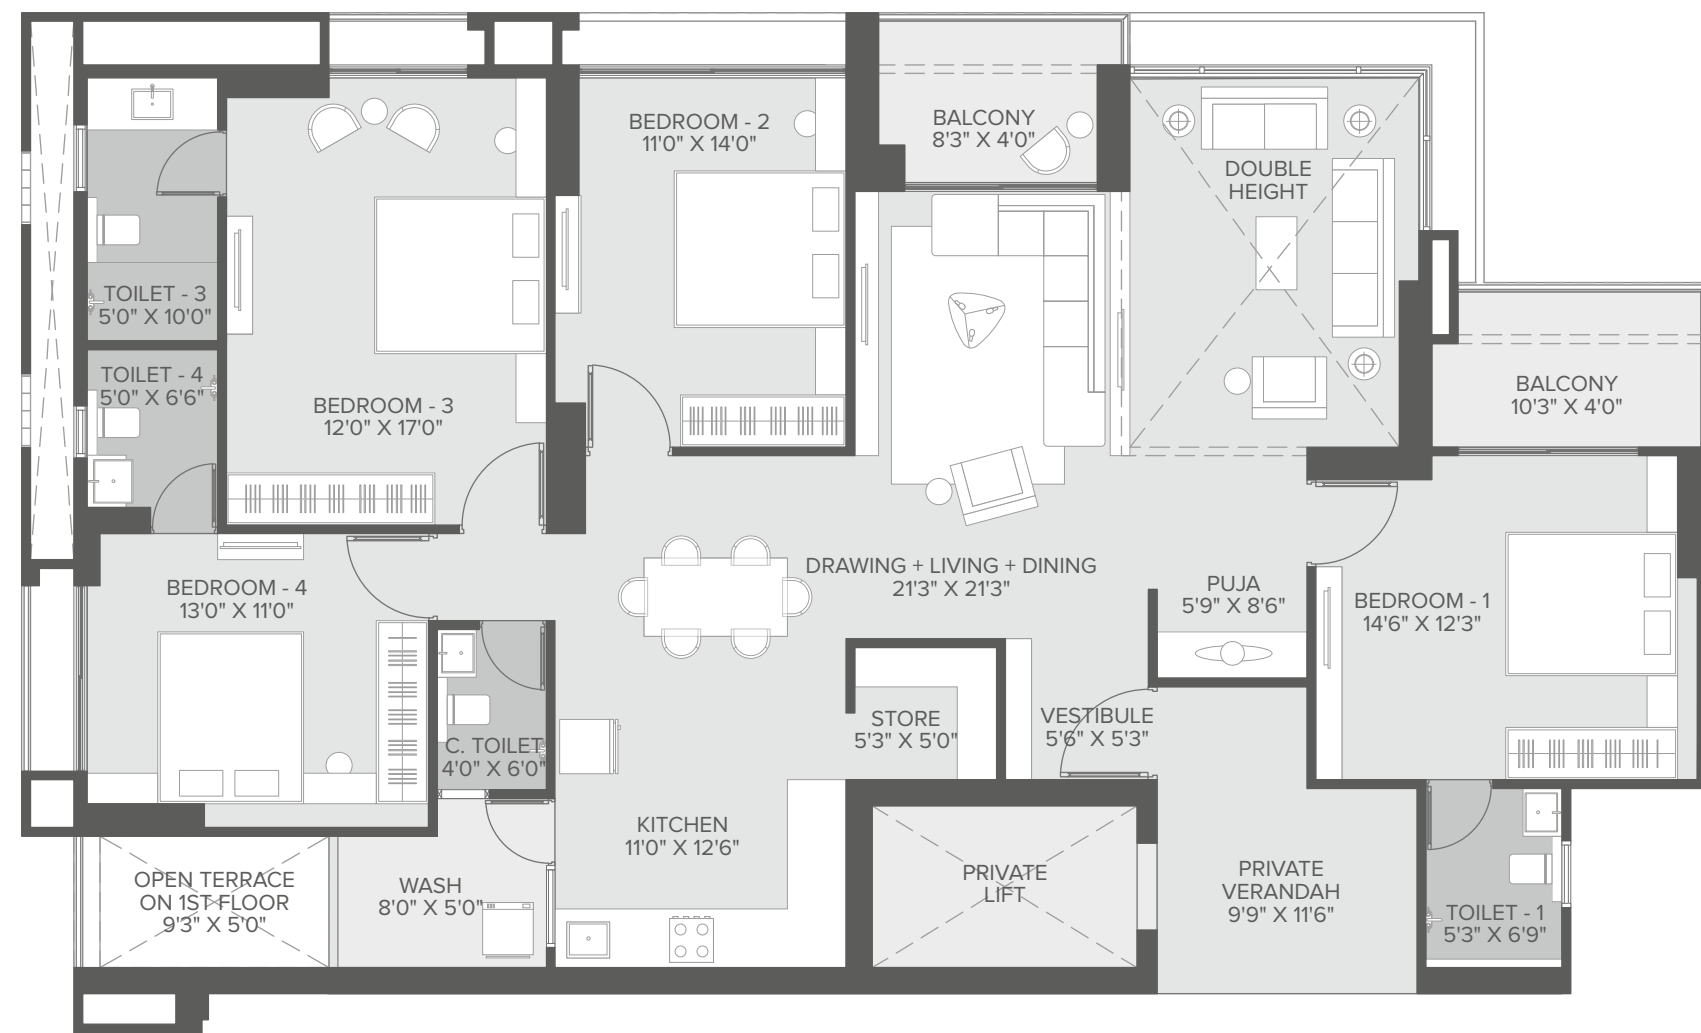 BEDROOM - 2
11'0" X 14'0"
BALCONY
8'3" X 4'0"
DOUBLE
HEIGHT
TOILET - 3
5'0" X 10'0"
TOILET - 4
5'0" X 6'6"
BEDROOM - 3
12'0" X 17'0"
BALCONY
10'3" X 4'0"
BEDROOM - 4
13'0" X 11'0"
DRAWING + LIVING + DINING
21'3" X 21'3"
PUJA
5'9" X 8'6"
BEDROOM - 1
14'6" X 12'3"
C. TOILET
4'0" X 6'0"
STORE
5'3" X 5'0"
VESTIBULE
5'6" X 5'3"
KITCHEN
11'0" X 12'6"
OPEN TERRACE
ON 1ST FLOOR
9'3" X 5'0"
WASH
8'0" X 5'0"
PRIVATE
LIFT
PRIVATE
VERANDAH
9'9" X 11'6"
TOILET - 1
5'3" X 6'9"